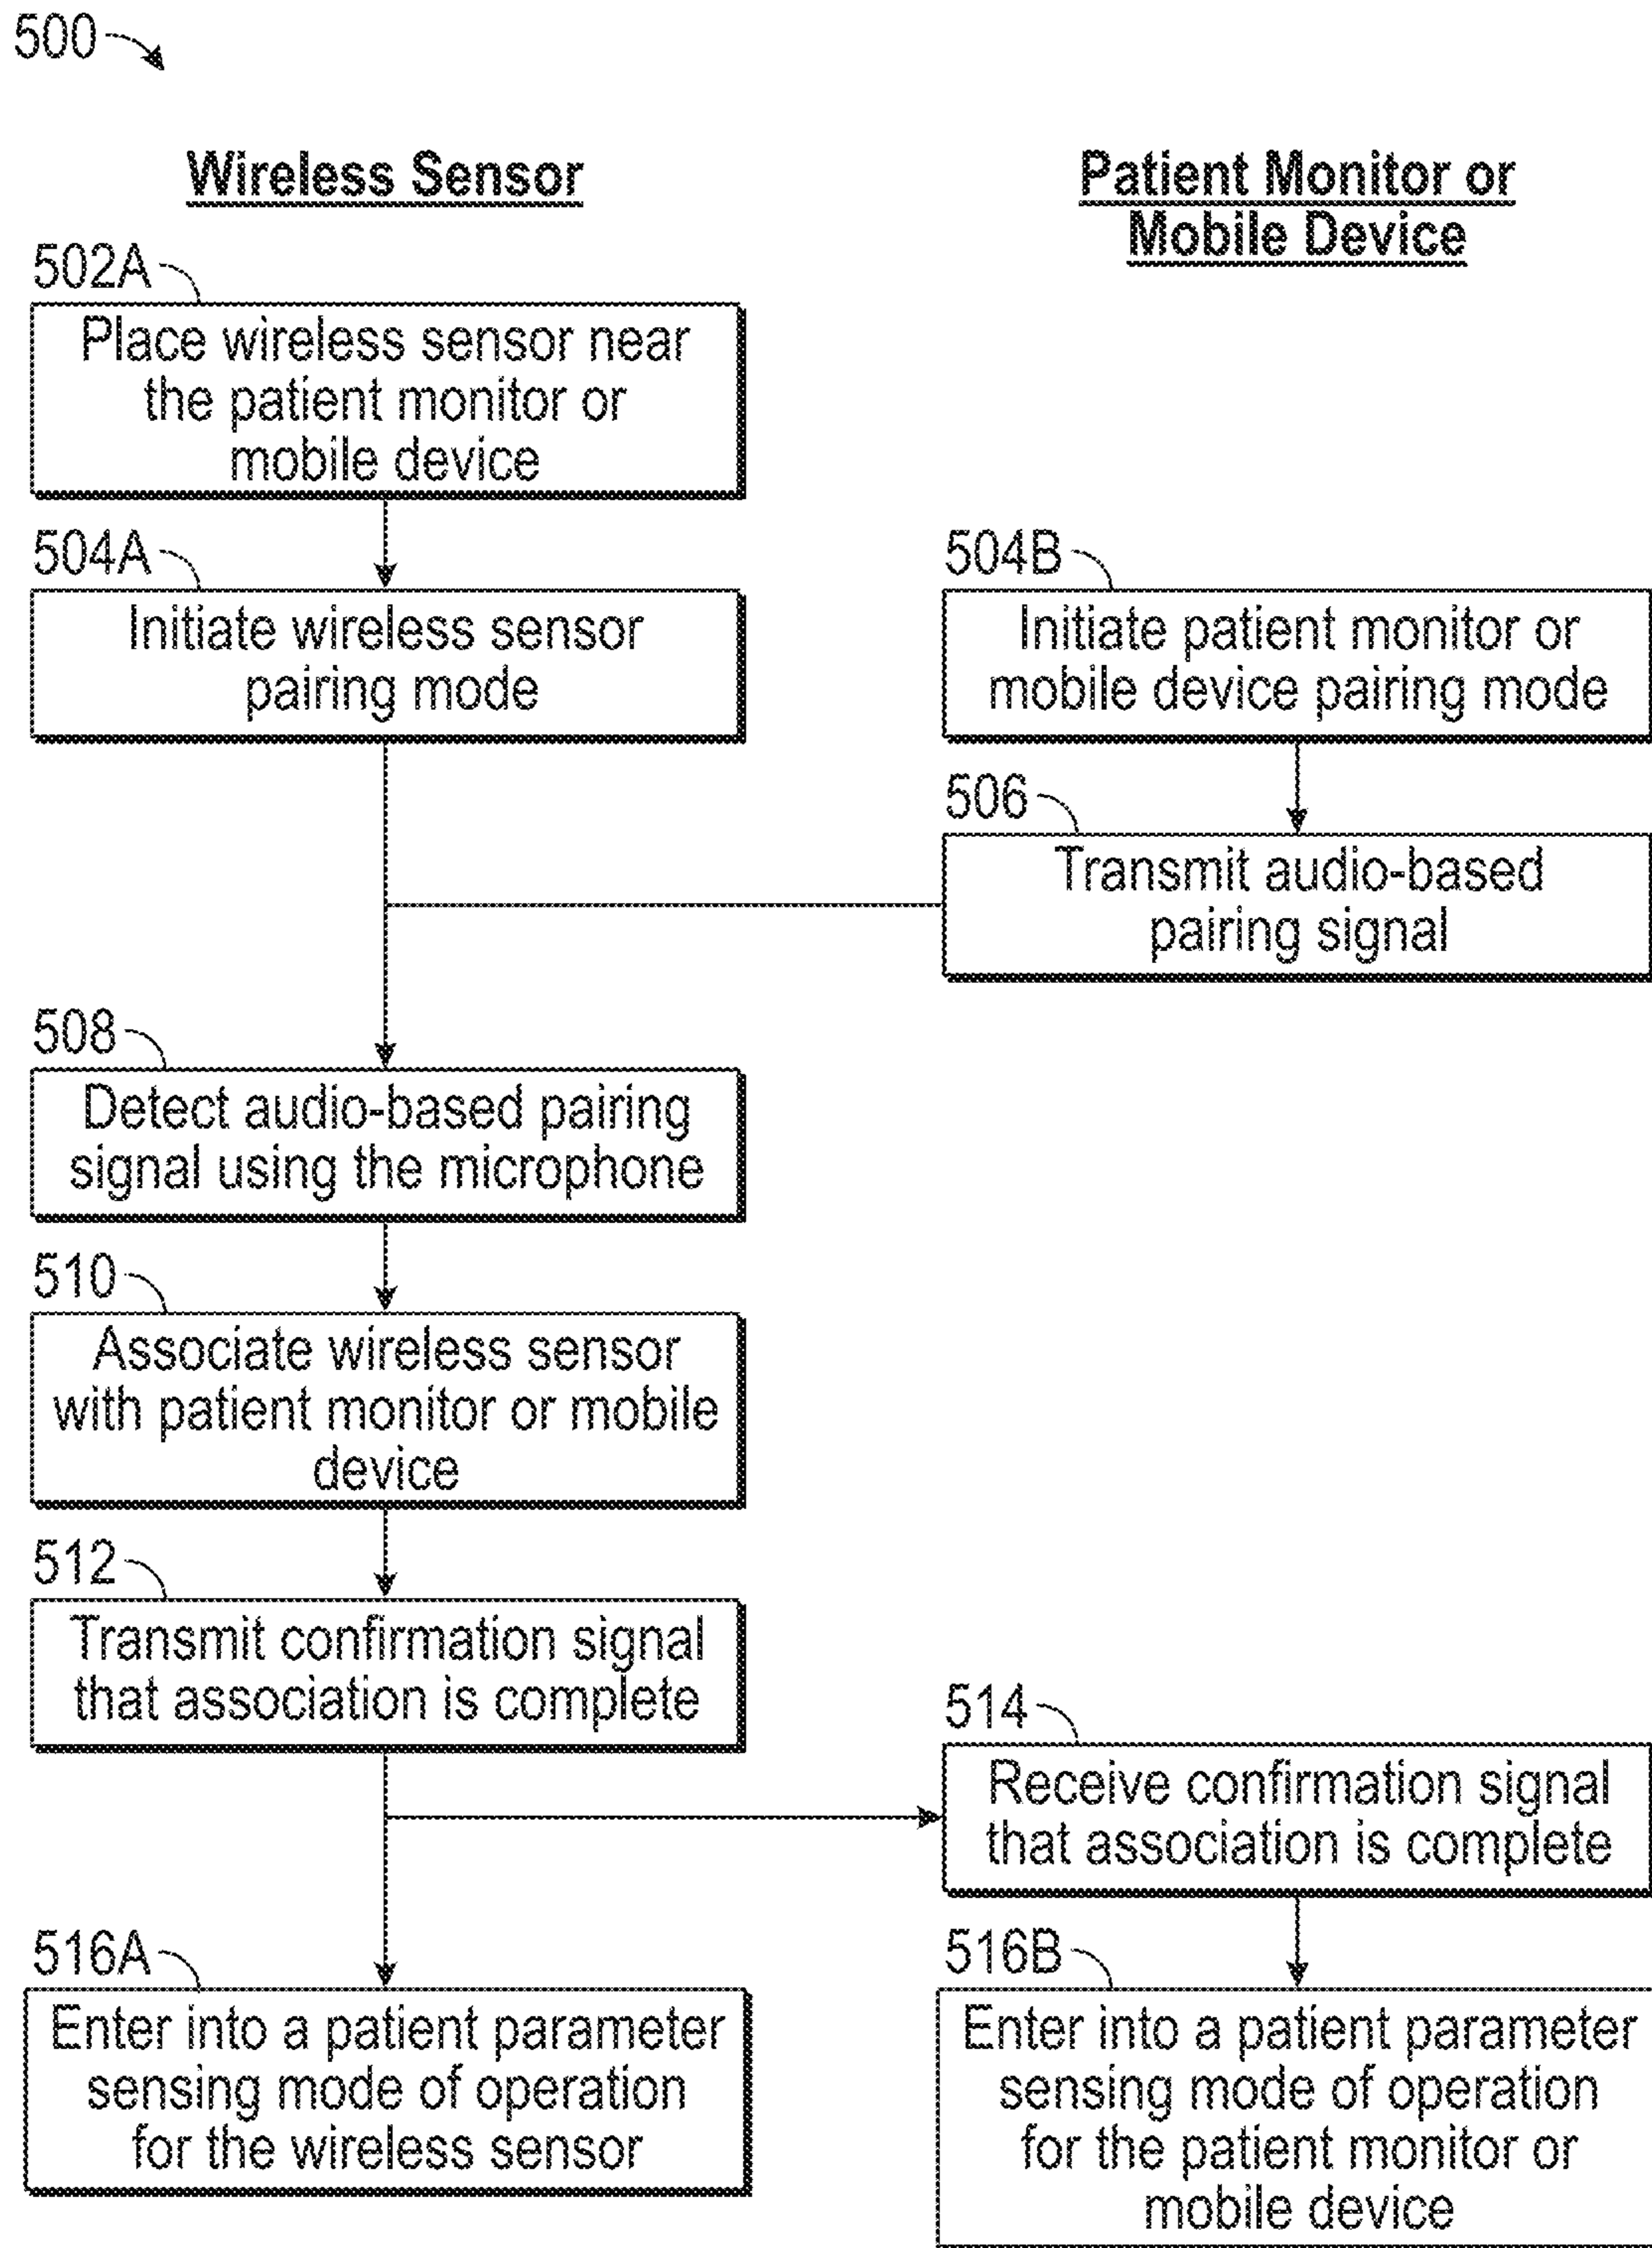 500
Wireless Sensor
Patient Monitor or
Mobile Device
502A
Place wireless sensor near
the patient monitor or
mobile device
504A
Initiate wireless sensor
pairing mode
504B
Initiate patient monitor or
mobile device pairing mode
506
Transmit audio-based
pairing signal
508
Detect audio-based pairing
signal using the microphone
510
Associate wireless sensor
with patient monitor or mobile
device
512
Transmit confirmation signal
that association is complete
514
Receive confirmation signal
that association is complete
516A
Enter into a patient parameter
sensing mode of operation
for the wireless sensor
516B
Enter into a patient parameter
sensing mode of operation
for the patient monitor or
mobile device